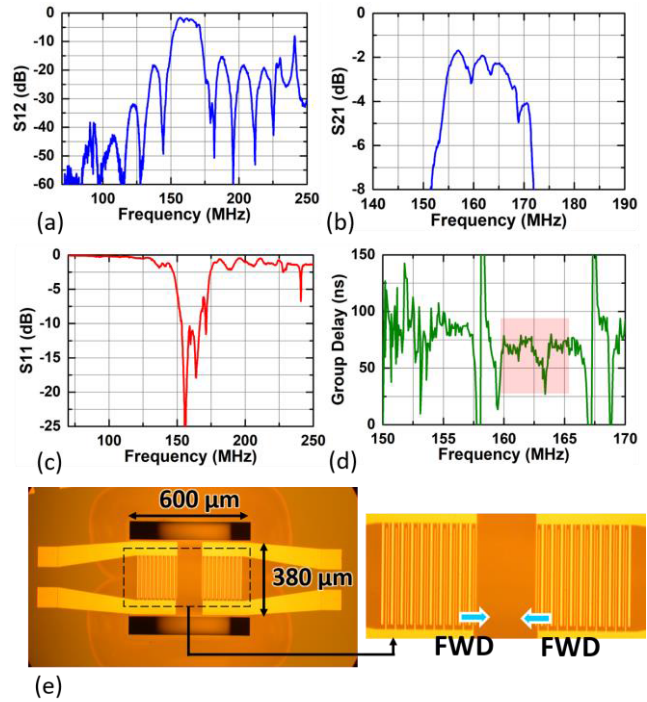 0
-10
-20
-30
-40
-50
-60
S12 (dB)
100 150 200 250
Frequency (MHz)
(a)
0
-2
-4
-6
-8
S21 (dB)
140 150 160 170 180 190
Frequency (MHz)
(b)
0
-5
-10
-15
-20
-25
S11 (dB)
100 150 200 250
Frequency (MHz)
(c)
150
100
50
0
Group Delay (ns)
150 155 160 165 170
Frequency (MHz)
(d)
600 µm
380 µm
FWD FWD
(e)